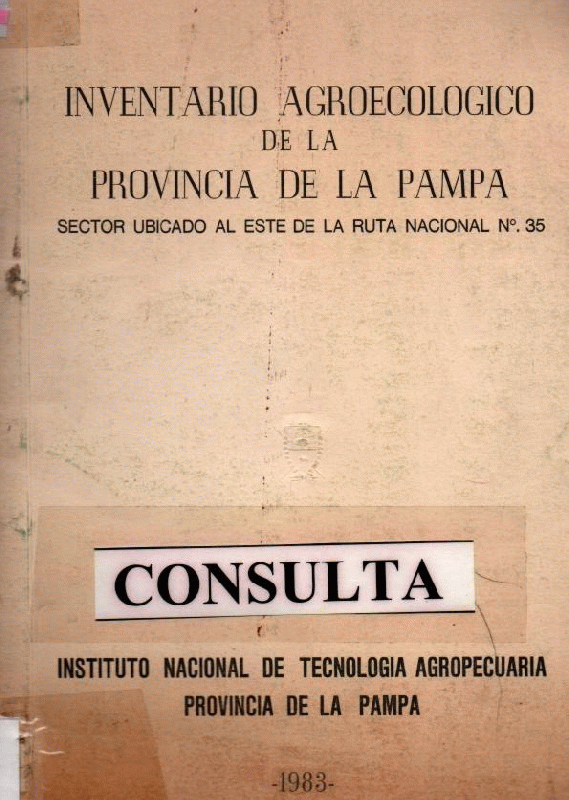 INVENTARIO AGROECOLOGICO
DE LA
PROVINCIA DE LA PAMPA
SECTOR UBICADO AL ESTE DE LA RUTA NACIONAL Nº. 35
CONSULTA
INSTITUTO NACIONAL DE TECNOLOGIA AGROPECUARIA
PROVINCIA DE LA PAMPA
-1983-